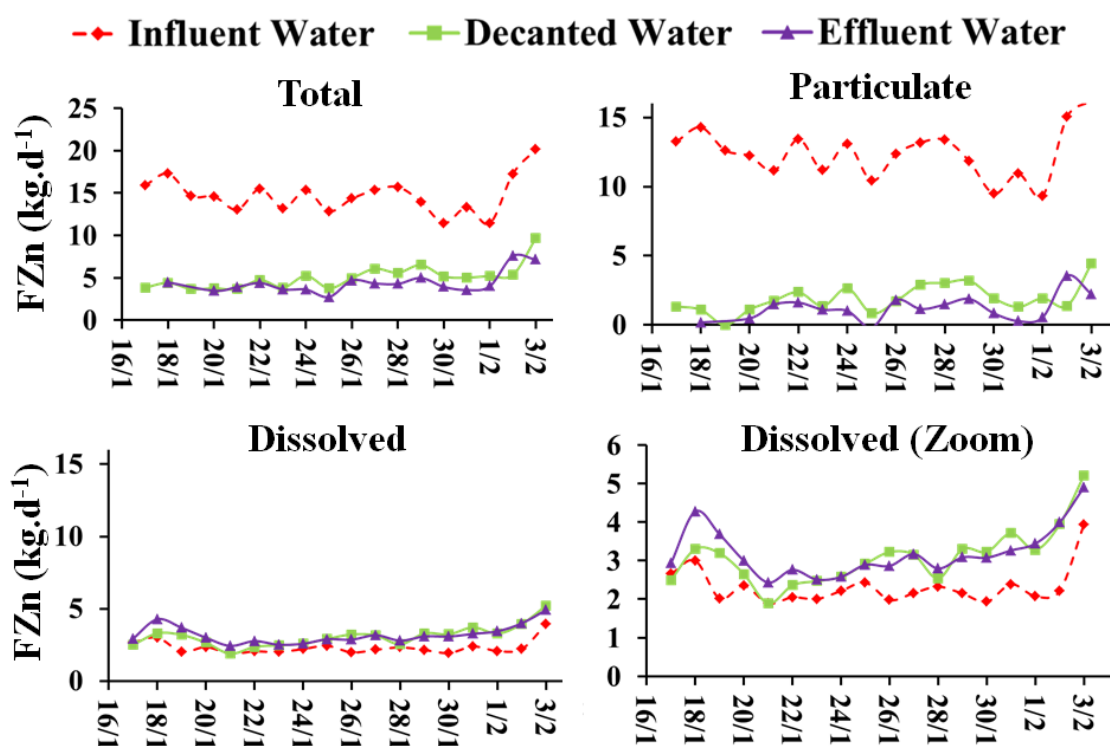 Influent Water Decanted Water Effluent Water
Total
FZn (kg.d-1)
25
20
15
10
5
0
16/1 18/1 20/1 22/1 24/1 26/1 28/1 30/1 1/2 3/2
Particulate
15
10
5
0
16/1 18/1 20/1 22/1 24/1 26/1 28/1 30/1 1/2 3/2
Dissolved
FZn (kg.d-1)
15
10
5
0
16/1 18/1 20/1 22/1 24/1 26/1 28/1 30/1 1/2 3/2
Dissolved (Zoom)
6
5
4
3
2
1
0
16/1 18/1 20/1 22/1 24/1 26/1 28/1 30/1 1/2 3/2